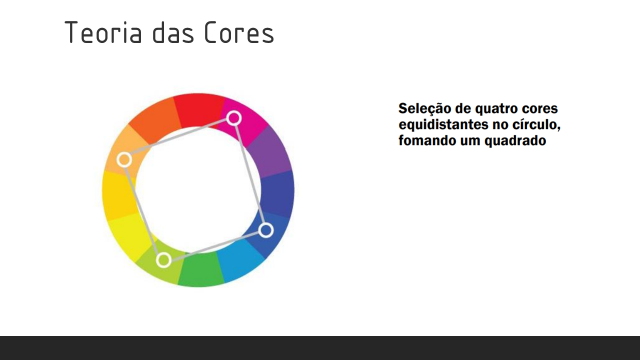 Teoria das Cores
Seleção de quatro cores
equidistantes no círculo,
fomando um quadrado